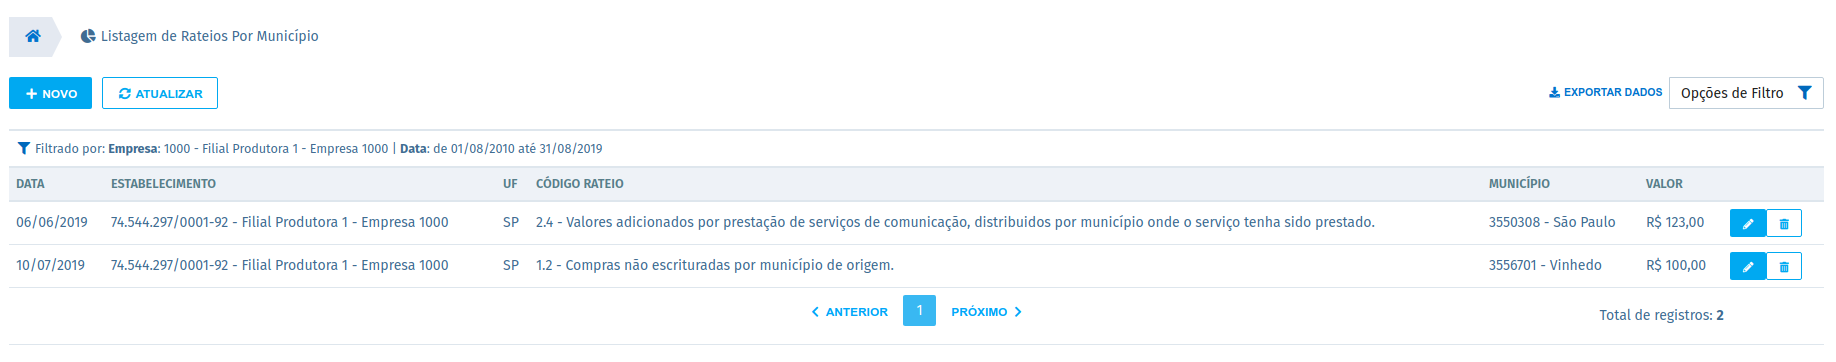 Listagem de Rateios Por Município
NOVO ATUALIZAR EXPORTAR DADOS Opções de Filtro
Filtrado por: Empresa: 1000 - Filial Produtora 1 - Empresa 1000 | Data: de 01/08/2010 até 31/08/2019
DATA ESTABELECIMENTO UF CÓDIGO RATEIO MUNICÍPIO VALOR
06/06/2019 74.544.297/0001-92 - Filial Produtora 1 - Empresa 1000 SP 2.4 - Valores adicionados por prestação de serviços de comunicação, distribuidos por município onde o serviço tenha sido prestado. 3550308 - São Paulo R$ 123,00
10/07/2019 74.544.297/0001-92 - Filial Produtora 1 - Empresa 1000 SP 1.2 - Compras não escrituradas por município de origem. 3556701 - Vinhedo R$ 100,00
ANTERIOR 1 PRÓXIMO Total de registros: 2